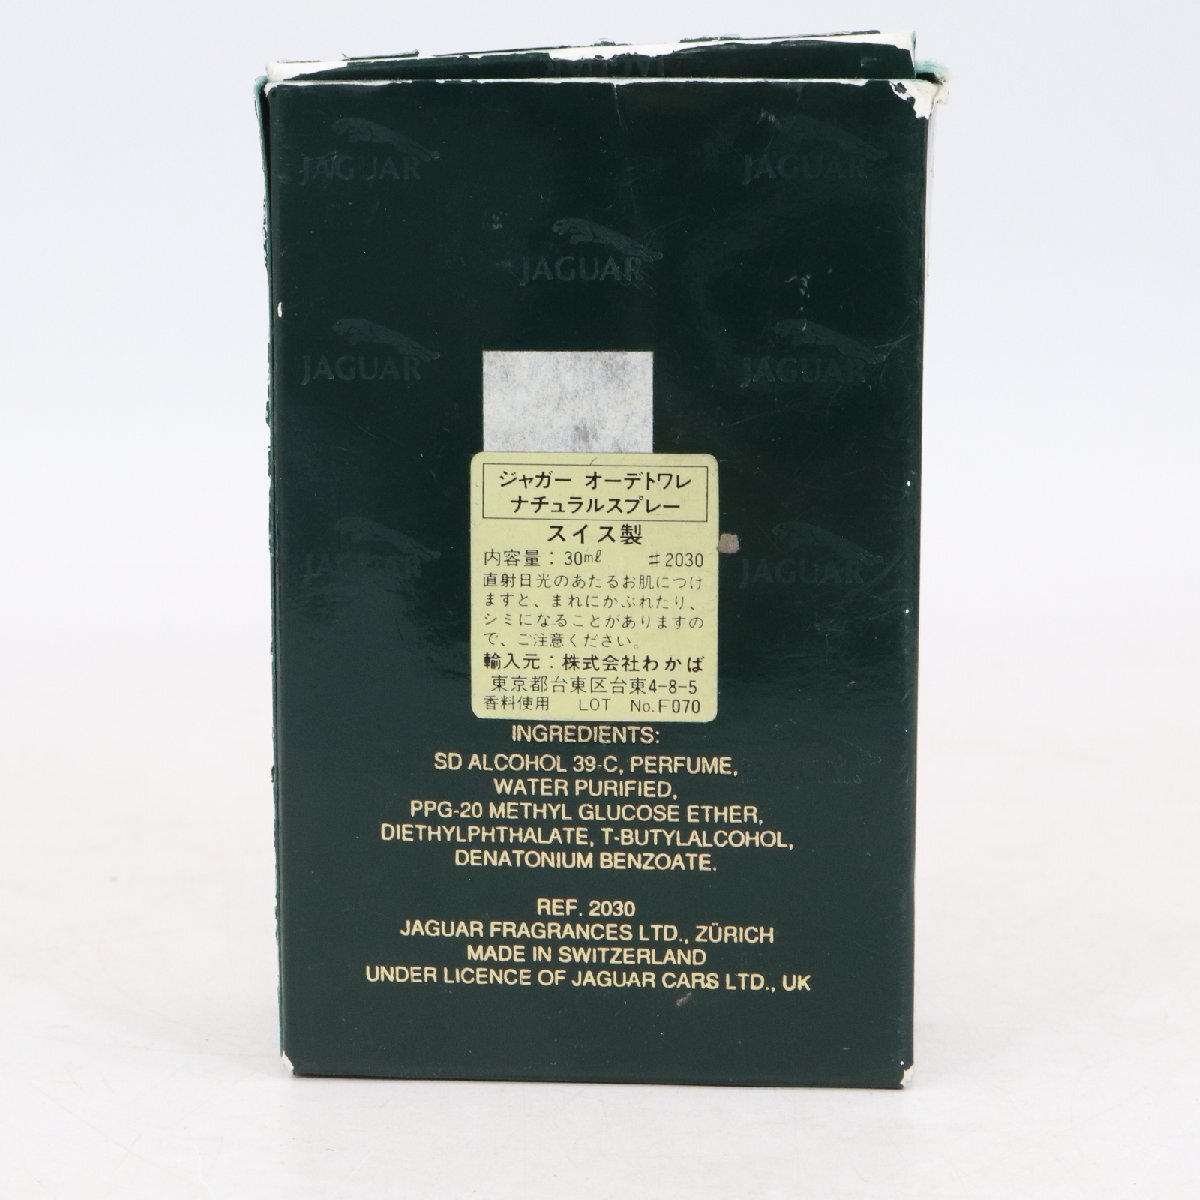 JAGUAR
JAGUAR
JAGUAR
JAGUAR
JAGUAR
ジャガー オーデトワレ
ナチュラルスプレー
スイス製
内容量：30mℓ ♯2030
直射日光のあたるお肌につけ
ますと、まれにかぶれたり、
シミになることがありますの
で、ご注意ください。
輸入元：株式会社わかば
東京都台東区台東4-8-5
香料使用 LOT No.F070
JAGUAR
JAGUAR
INGREDIENTS:
SD ALCOHOL 39-C, PERFUME,
WATER PURIFIED,
PPG-20 METHYL GLUCOSE ETHER,
DIETHYLPHTHALATE, T-BUTYLALCOHOL,
DENATONIUM BENZOATE.
REF. 2030
JAGUAR FRAGRANCES LTD., ZÜRICH
MADE IN SWITZERLAND
UNDER LICENCE OF JAGUAR CARS LTD., UK